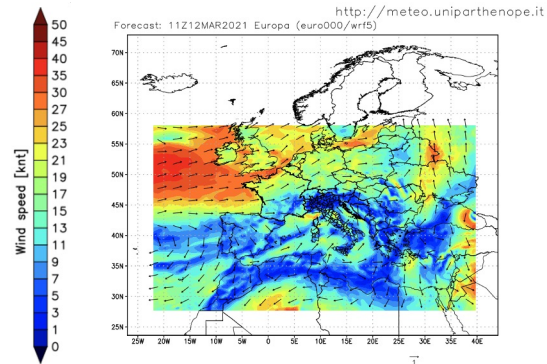 http://meteo.uniparthenope.it
Forecast: 11Z12MAR2021 Europa (euro000/wrf5)
Wind speed [knt]
50
45
40
35
30
27
25
23
21
19
17
15
13
11
9
7
5
3
1
0
70N
65N
60N
55N
50N
45N
40N
35N
30N
25N
25W 20W 15W 10W 5W 0 5E 10E 15E 20E 25E 30E 35E 40E
1